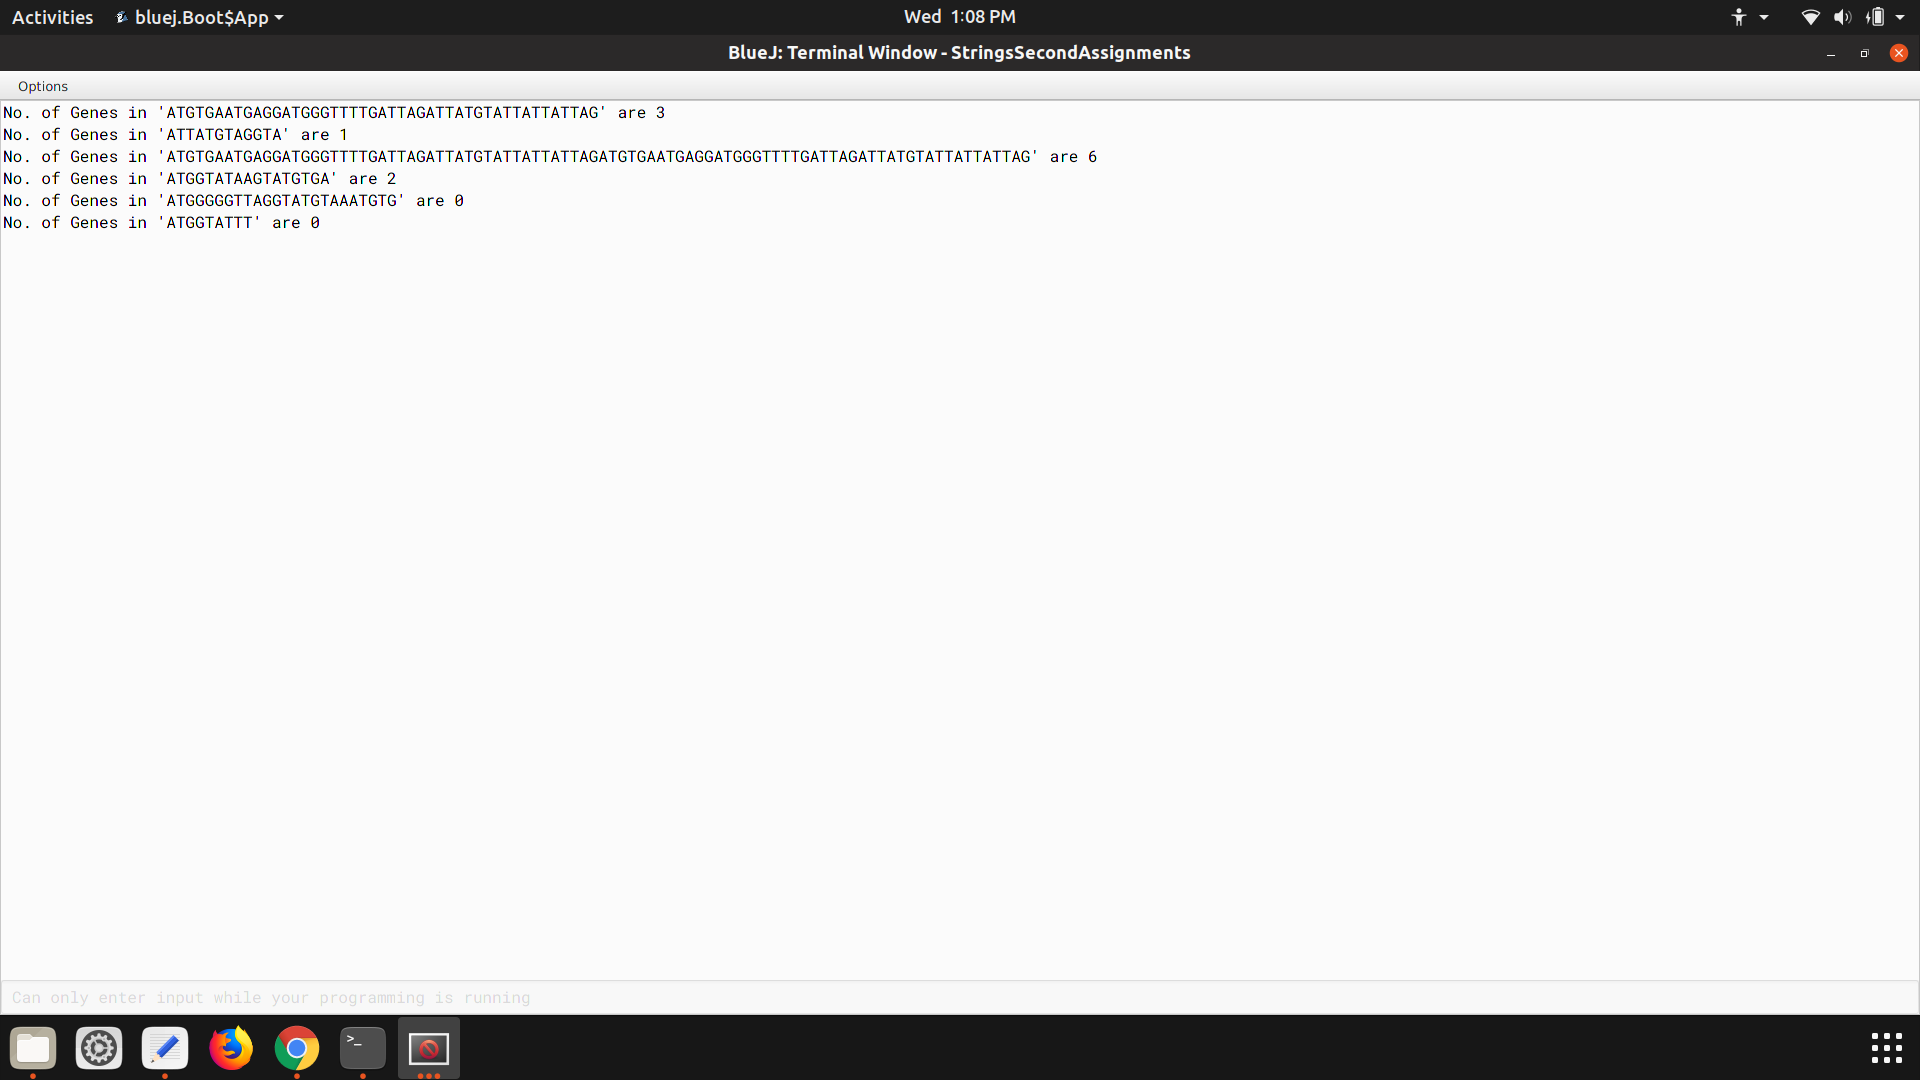 Activities bluej.Boot$App Wed 1:08 PM
BlueJ: Terminal Window - StringsSecondAssignments
Options
No. of Genes in 'ATGTGAATGAGGATGGGTTTTGATTAGATTATGTATTATTATTAG' are 3
No. of Genes in 'ATTATGTAGGTA' are 1
No. of Genes in 'ATGTGAATGAGGATGGGTTTTGATTAGATTATGTATTATTATTAGATGTGAATGAGGATGGGTTTTGATTAGATTATGTATTATTATTAG' are 6
No. of Genes in 'ATGGTATAAGTATGTGA' are 2
No. of Genes in 'ATGGGGGTTAGGTATGTAAATGTG' are 0
No. of Genes in 'ATGGTATTT' are 0
Can only enter input while your programming is running
>_